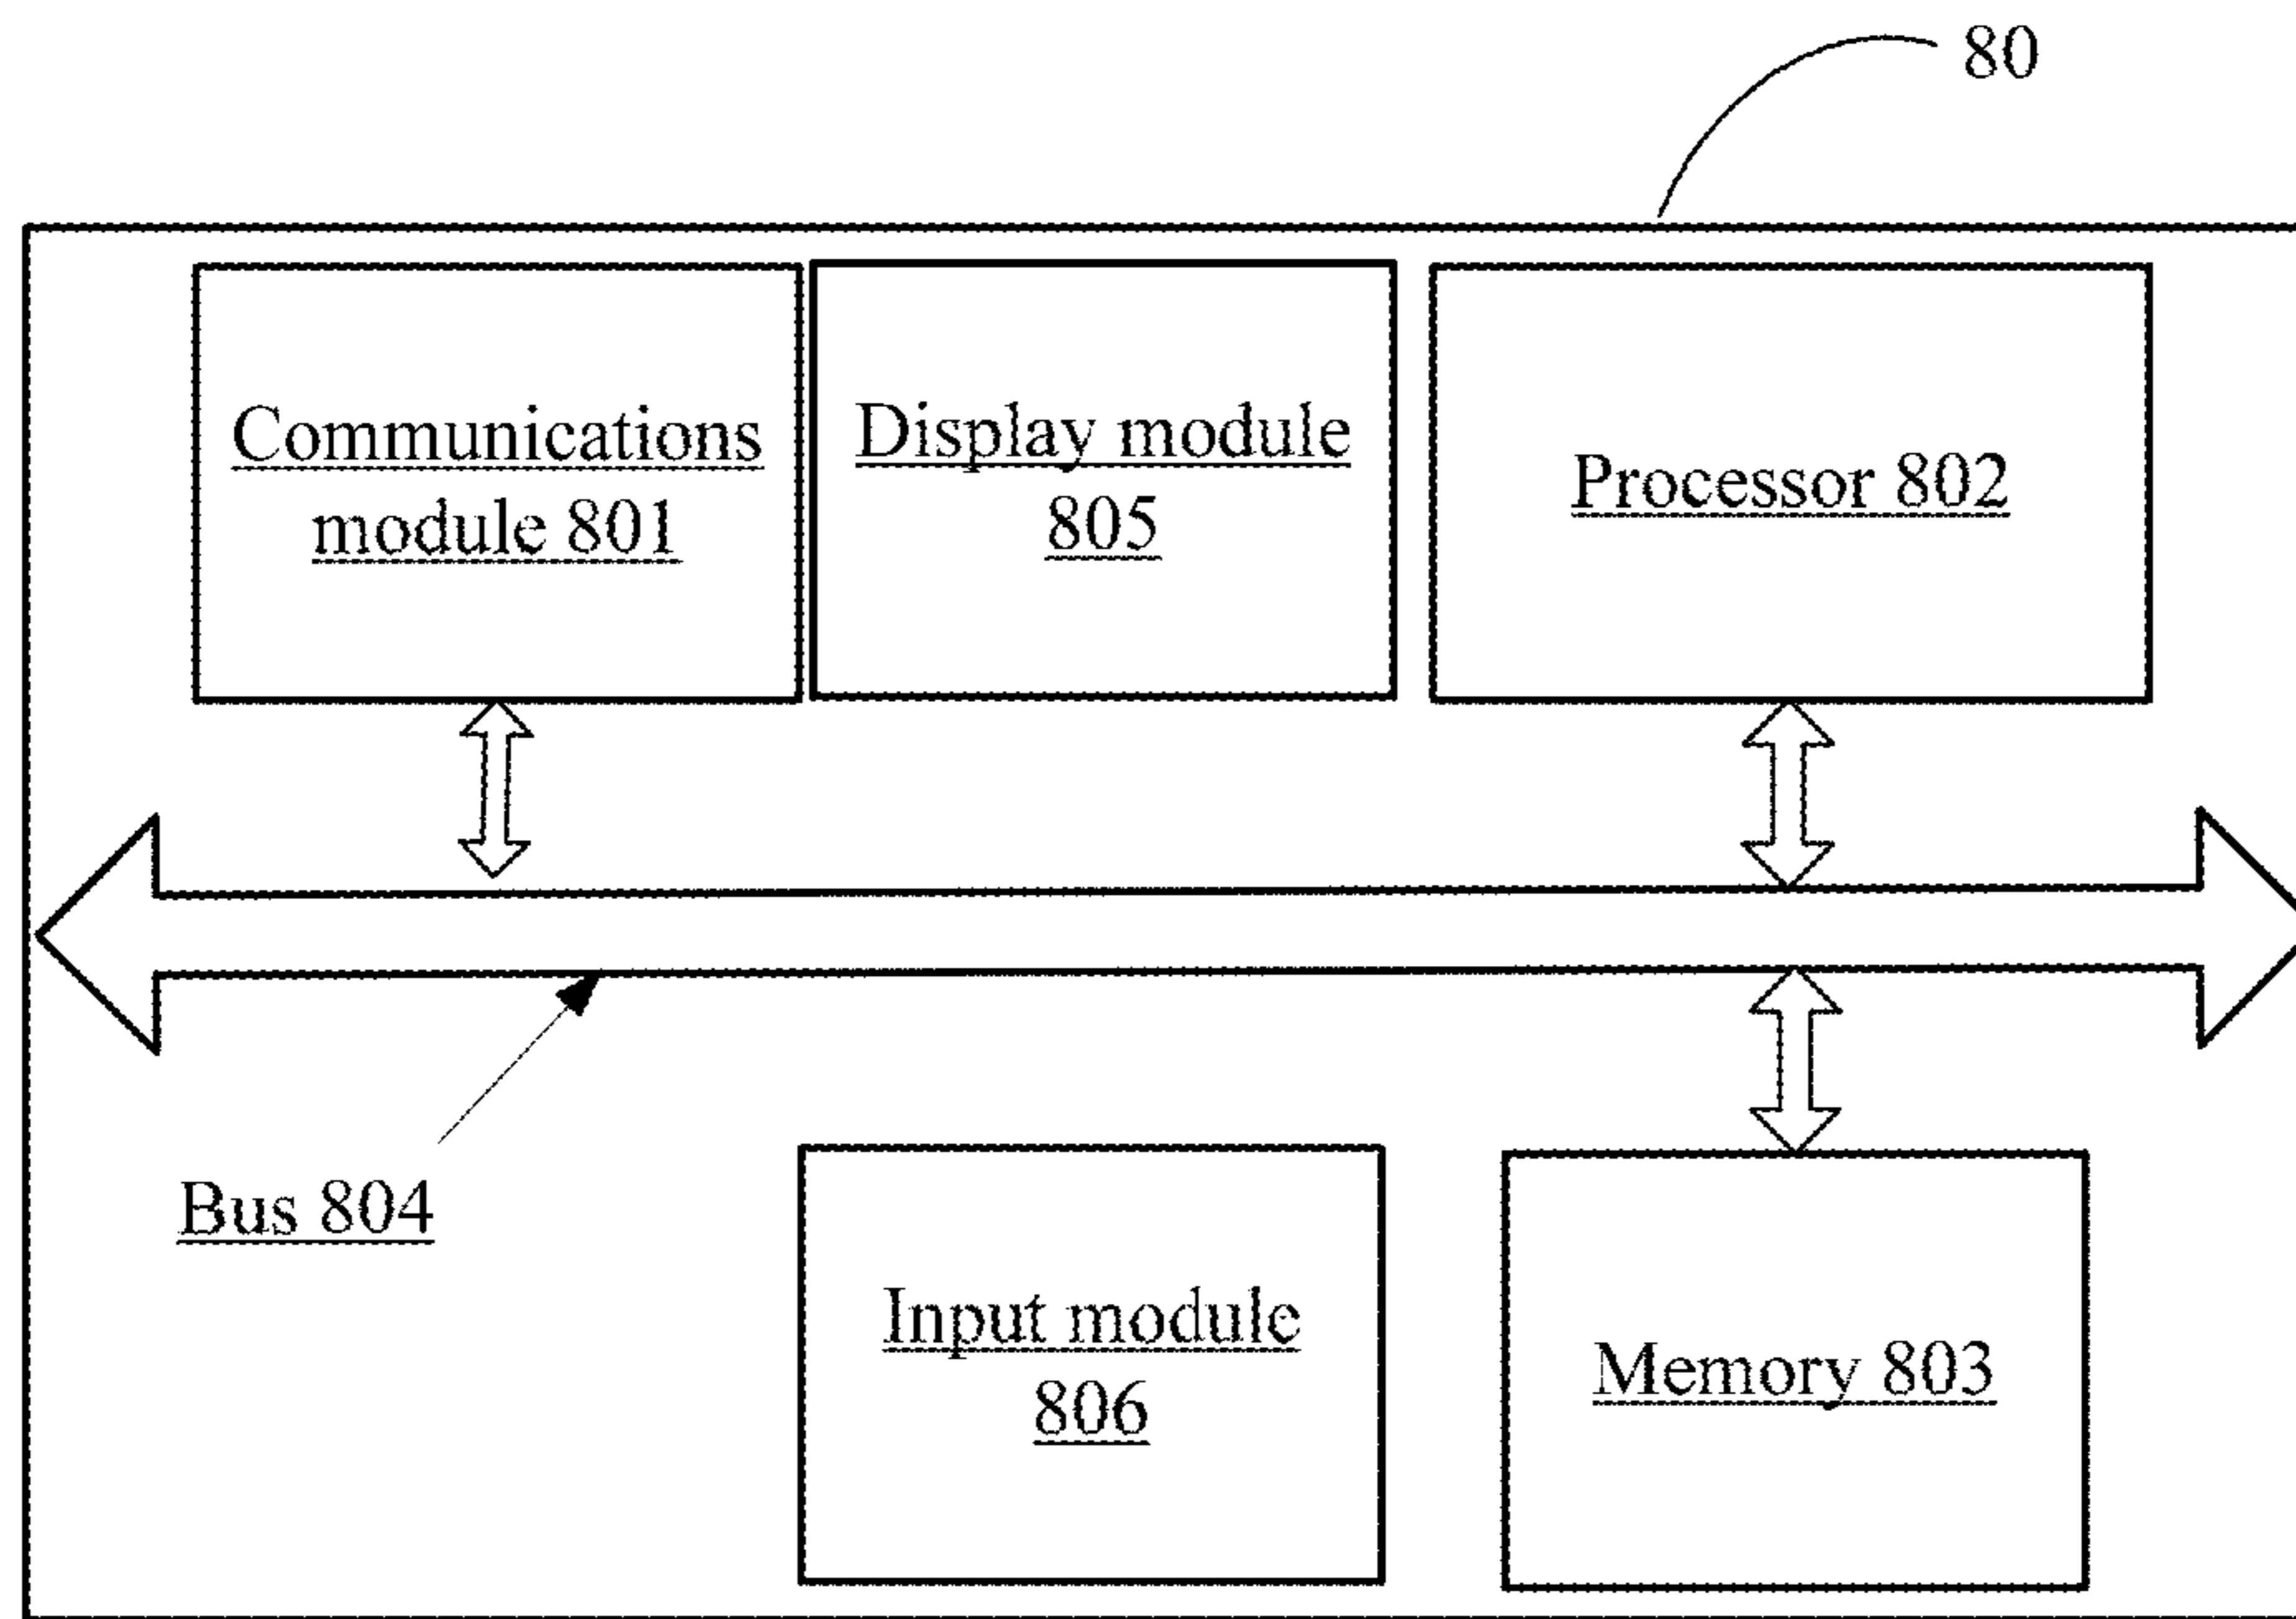 80
Communications
module 801
Display module
805
Processor 802
Bus 804
Input module
806
Memory 803